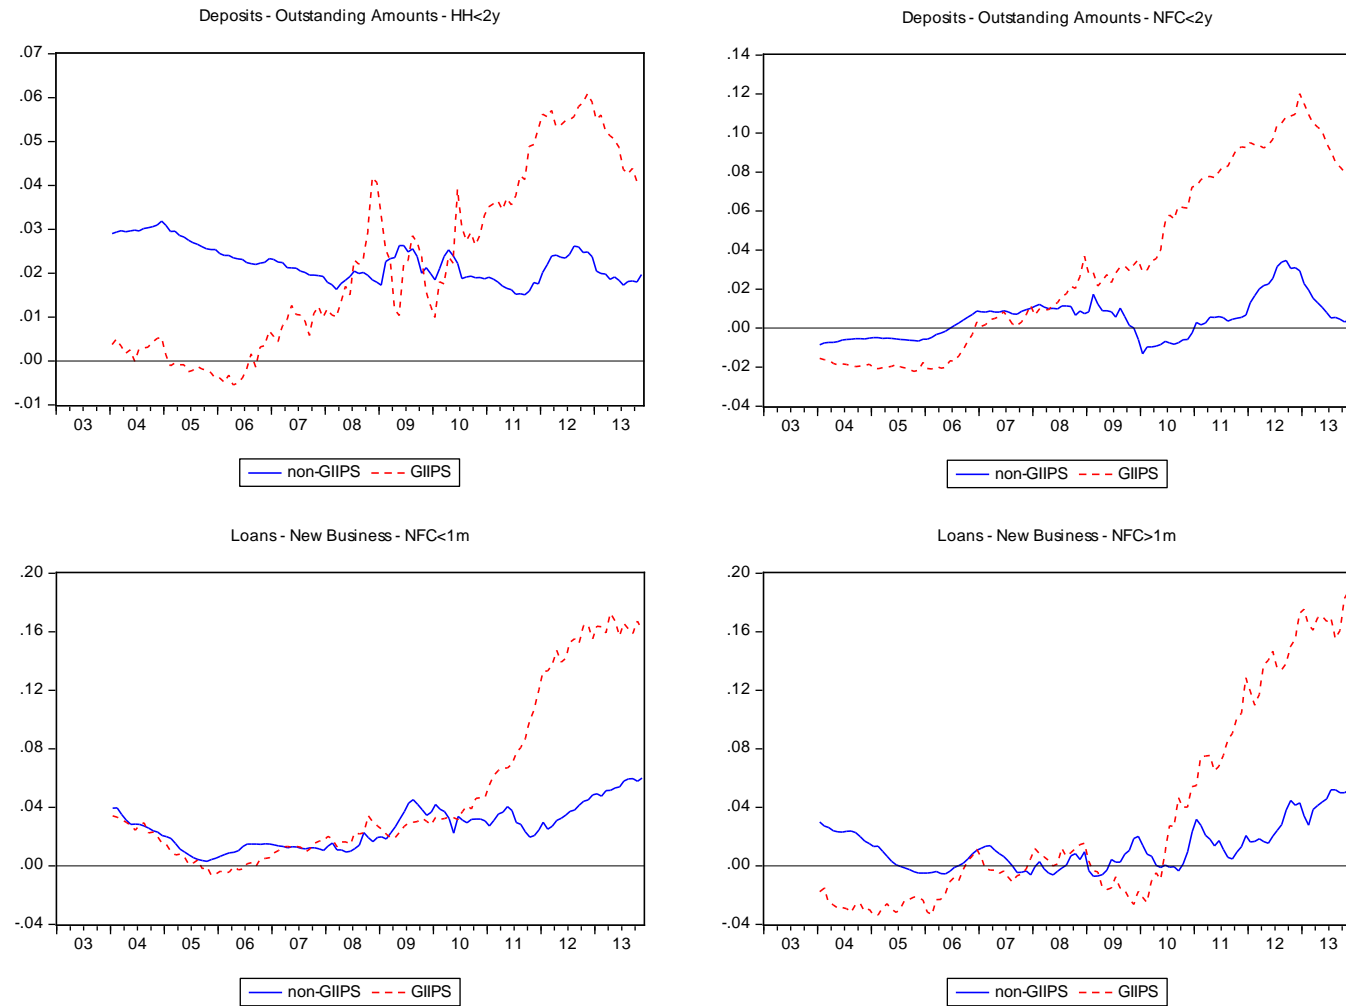 Deposits - Outstanding Amounts - HH<2y
.07
.06
.05
.04
.03
.02
.01
.00
-.01
03 04 05 06 07 08 09 10 11 12 13
non-GIIPS GIIPS
Deposits - Outstanding Amounts - NFC<2y
.14
.12
.10
.08
.06
.04
.02
.00
-.02
-.04
03 04 05 06 07 08 09 10 11 12 13
non-GIIPS GIIPS
Loans - New Business - NFC<1m
.20
.16
.12
.08
.04
.00
-.04
03 04 05 06 07 08 09 10 11 12 13
non-GIIPS GIIPS
Loans - New Business - NFC>1m
.20
.16
.12
.08
.04
.00
-.04
03 04 05 06 07 08 09 10 11 12 13
non-GIIPS GIIPS